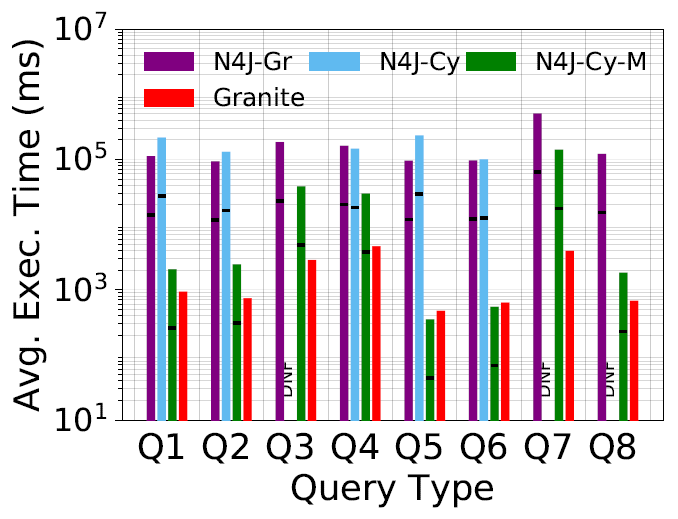 10^7
Avg. Exec. Time (ms)
N4J-Gr N4J-Cy N4J-Cy-M
Granite
10^5
10^3
DNF DNF DNF
10^1
Q1 Q2 Q3 Q4 Q5 Q6 Q7 Q8
Query Type